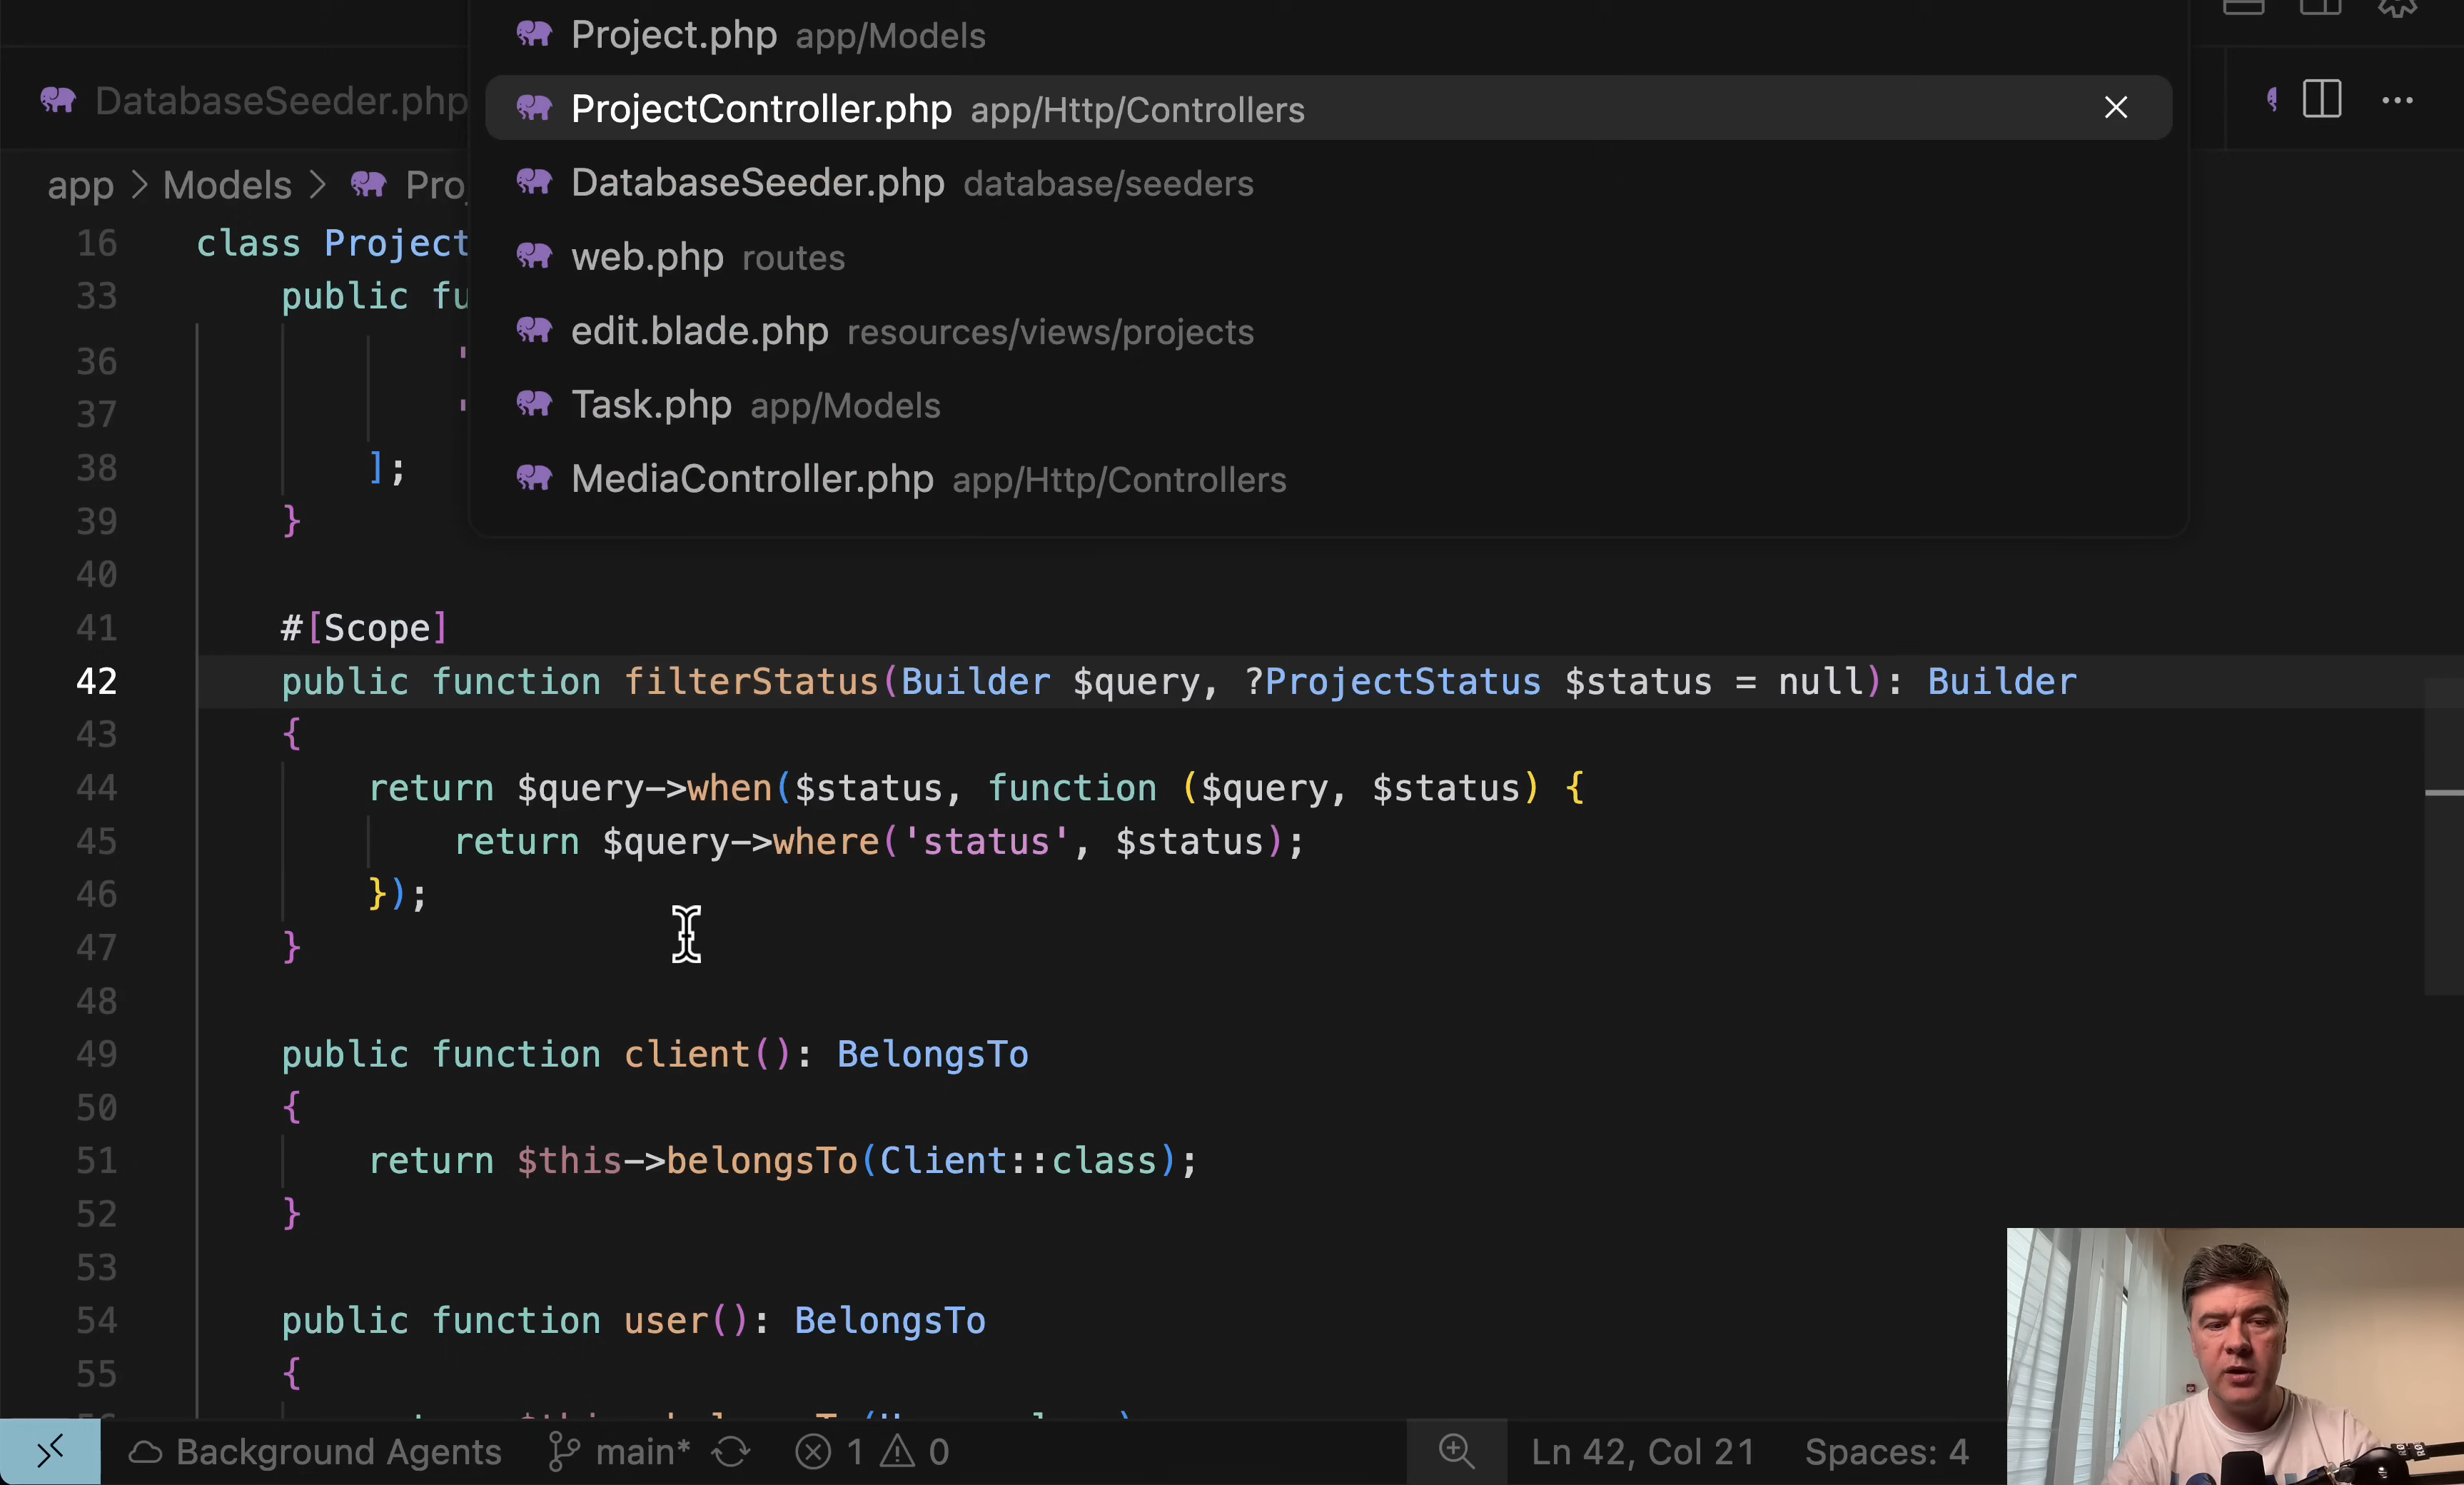 Project.php app/Models
DatabaseSeeder.php
ProjectController.php app/Http/Controllers
DatabaseSeeder.php database/seeders
app > Models > Pro
web.php routes
edit.blade.php resources/views/projects
Task.php app/Models
MediaController.php app/Http/Controllers
16 class Project
33 public fu
36 '
37 '
38 ];
39 }
40
41 #[Scope]
42 public function filterStatus(Builder $query, ?ProjectStatus $status = null): Builder
43 {
44 return $query->when($status, function ($query, $status) {
45 return $query->where('status', $status);
46 });
47 }
48
49 public function client(): BelongsTo
50 {
51 return $this->belongsTo(Client::class);
52 }
53
54 public function user(): BelongsTo
55 {
Background Agents main* 1 0 Ln 42, Col 21 Spaces: 4